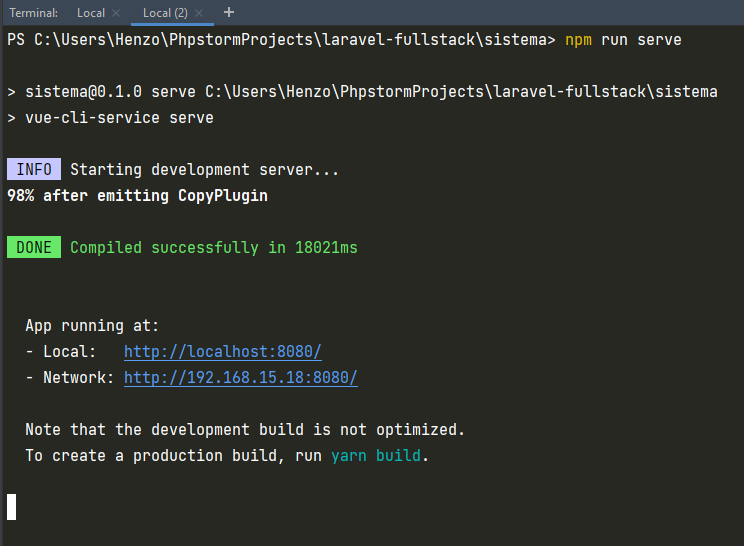 Terminal: Local × Local (2) × +
PS C:\Users\Henzo\PhpstormProjects\laravel-fullstack\sistema> npm run serve
> sistema@0.1.0 serve C:\Users\Henzo\PhpstormProjects\laravel-fullstack\sistema
> vue-cli-service serve
INFO Starting development server...
98% after emitting CopyPlugin
DONE Compiled successfully in 18021ms
App running at:
- Local: http://localhost:8080/
- Network: http://192.168.15.18:8080/
Note that the development build is not optimized.
To create a production build, run yarn build.